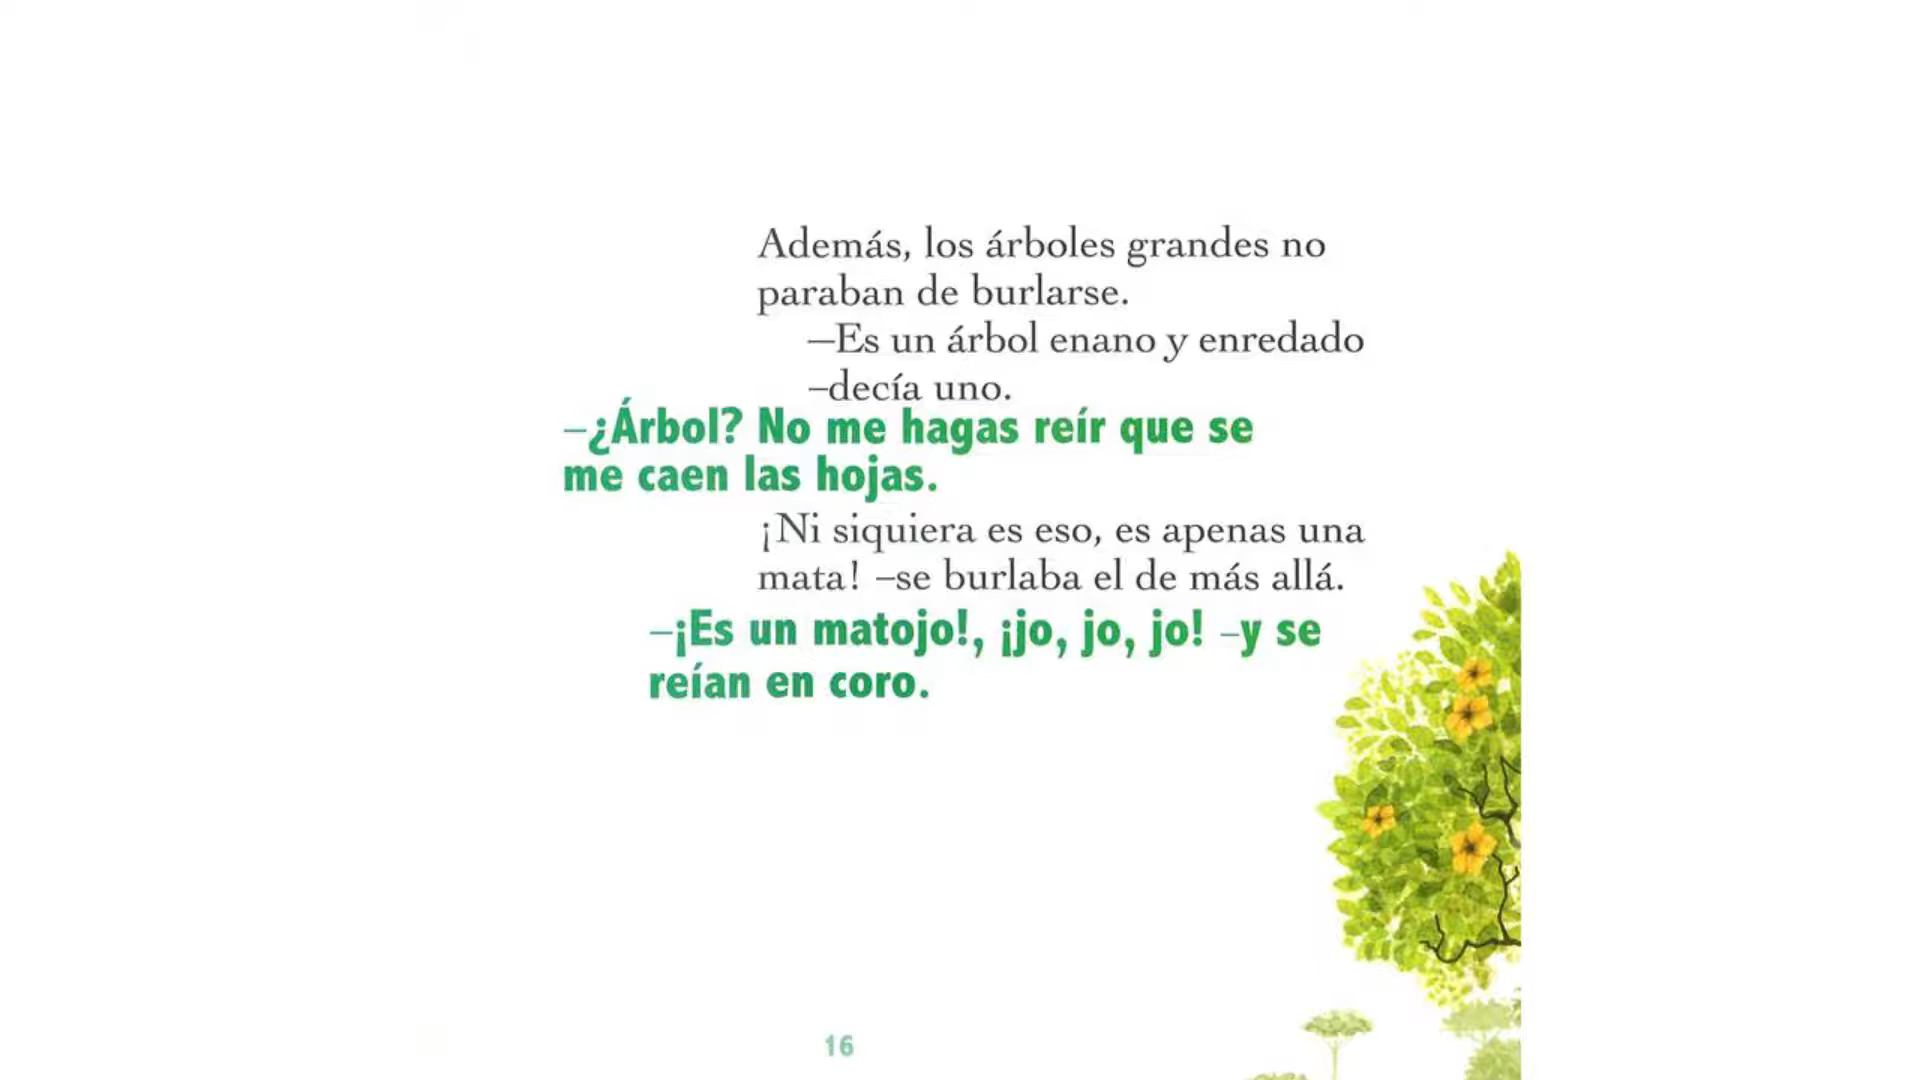 Además, los árboles grandes no
paraban de burlarse.
—Es un árbol enano y enredado
–decía uno.
–¿Árbol? No me hagas reír que se
me caen las hojas.
¡Ni siquiera es eso, es apenas una
mata! –se burlaba el de más allá.
–¡Es un matojo!, ¡jo, jo, jo! –y se
reían en coro.
16